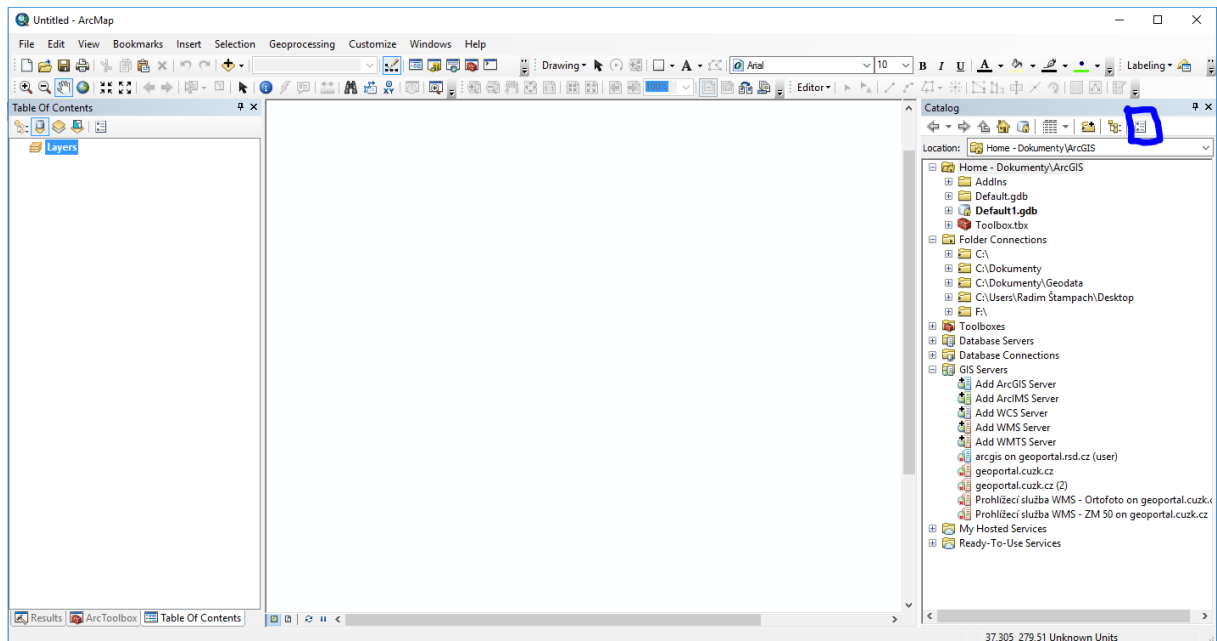 Untitled - ArcMap
File Edit View Bookmarks Insert Selection Geoprocessing Customize Windows Help
Drawing A Arial 10 B I U A Labeling
100% Editor
Table Of Contents
Layers
Catalog
Location: Home - Dokumenty\ArcGIS
Home - Dokumenty\ArcGIS
AddIns
Default.gdb
Default1.gdb
Toolbox.tbx
Folder Connections
C:\
C:\Dokumenty
C:\Dokumenty\Geodata
C:\Users\Radim Štampach\Desktop
F:\
Toolboxes
Database Servers
Database Connections
GIS Servers
Add ArcGIS Server
Add ArcIMS Server
Add WCS Server
Add WMS Server
Add WMTS Server
arcgis on geoportal.rsd.cz (user)
geoportal.cuzk.cz
geoportal.cuzk.cz (2)
Prohlížecí služba WMS - Ortofoto on geoportal.cuzk.
Prohlížecí služba WMS - ZM 50 on geoportal.cuzk.cz
My Hosted Services
Ready-To-Use Services
Results ArcToolbox Table Of Contents
37.305 279.51 Unknown Units